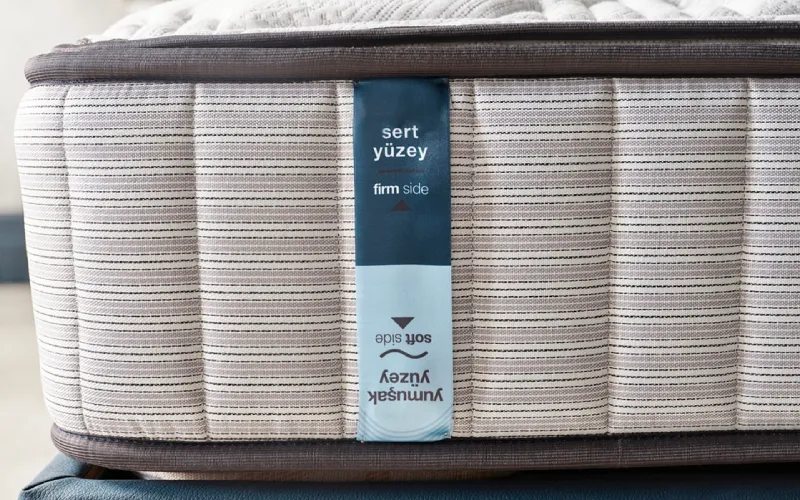 sert
yüzey
firm side
yumuşak
yüzey
soft side